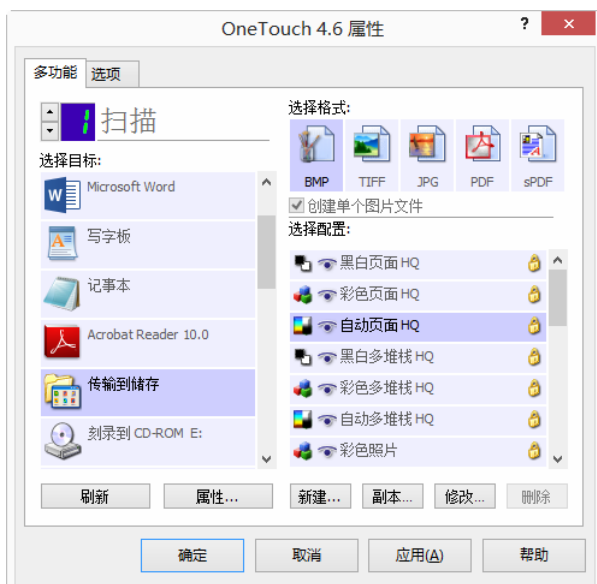 OneTouch 4.6 属性
?
×
多功能
选项
1 扫描
选择目标:
Microsoft Word
写字板
记事本
Acrobat Reader 10.0
传输到储存
刻录到 CD-ROM E:
刷新
属性...
选择格式:
BMP
TIFF
JPG
PDF
sPDF
创建单个图片文件
选择配置:
黑白页面 HQ
彩色页面 HQ
自动页面 HQ
黑白多堆栈 HQ
彩色多堆栈 HQ
自动多堆栈 HQ
彩色照片
新建...
副本...
修改...
删除
确定
取消
应用(A)
帮助